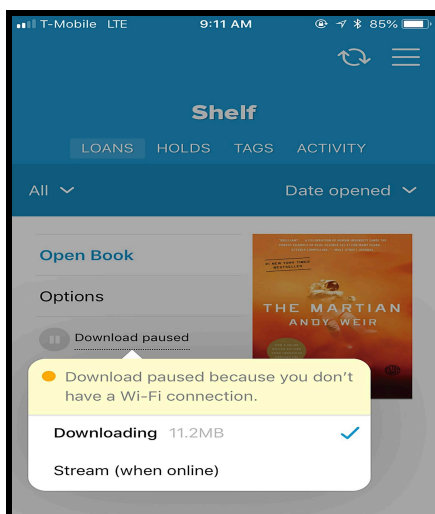 T-Mobile LTE 9:11 AM 85%
Shelf
LOANS HOLDS TAGS ACTIVITY
All Date opened
Open Book
Options
Download paused
THE MARTIAN
ANDY WEIR
Download paused because you don't
have a Wi-Fi connection.
Downloading 11.2MB
Stream (when online)